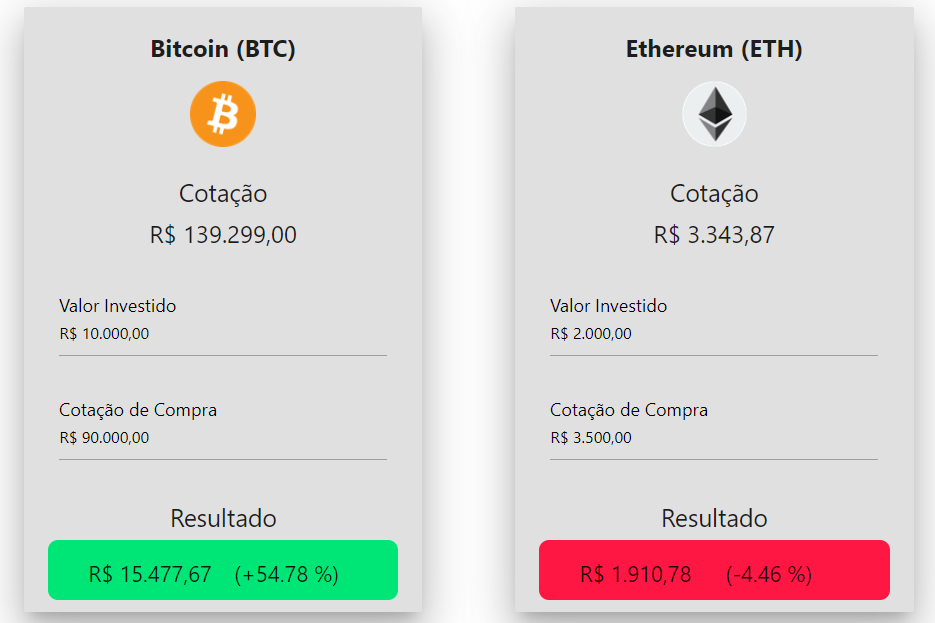 Bitcoin (BTC)
Cotação
R$ 139.299,00
Valor Investido
R$ 10.000,00
Cotação de Compra
R$ 90.000,00
Resultado
R$ 15.477,67 (+54.78 %)
Ethereum (ETH)
Cotação
R$ 3.343,87
Valor Investido
R$ 2.000,00
Cotação de Compra
R$ 3.500,00
Resultado
R$ 1.910,78 (-4.46 %)